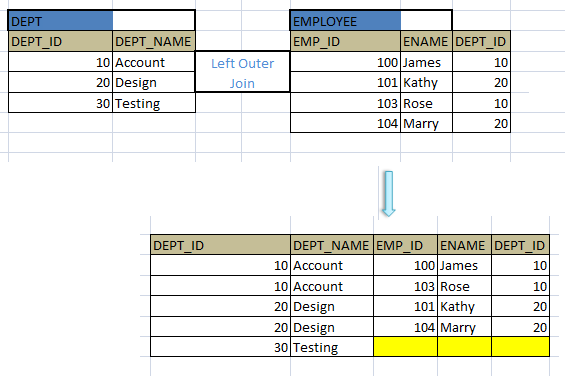 DEPT EMPLOYEE
DEPT_ID DEPT_NAME EMP_ID ENAME DEPT_ID
10 Account Left Outer 100 James 10
20 Design Join 101 Kathy 20
30 Testing 103 Rose 10
104 Marry 20
DEPT_ID DEPT_NAME EMP_ID ENAME DEPT_ID
10 Account 100 James 10
10 Account 103 Rose 10
20 Design 101 Kathy 20
20 Design 104 Marry 20
30 Testing